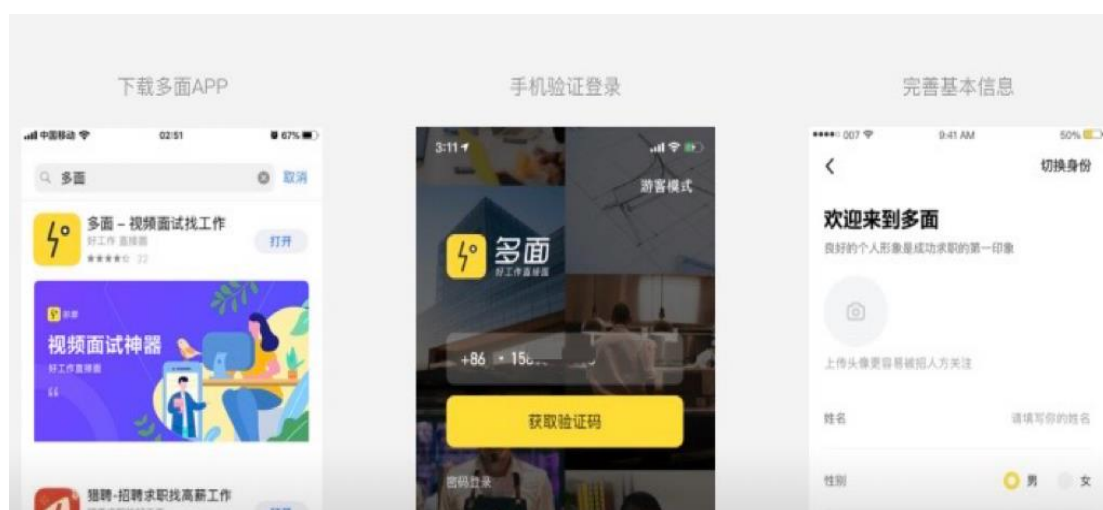 下载多面APP
手机验证登录
完善基本信息
中国移动
02:51
67%
多面
取消
多面 – 视频面试找工作
好工作 直接面
22
打开
多面
视频面试神器
好工作直接面
猎聘-招聘求职找高薪工作
3:11
游客模式
多面
好工作直接面
+86
获取验证码
密码登录
007
9:41 AM
50%
切换身份
欢迎来到多面
良好的个人形象是成功求职的第一印象
上传头像更容易被招人方关注
姓名
请填写你的姓名
性别
男
女